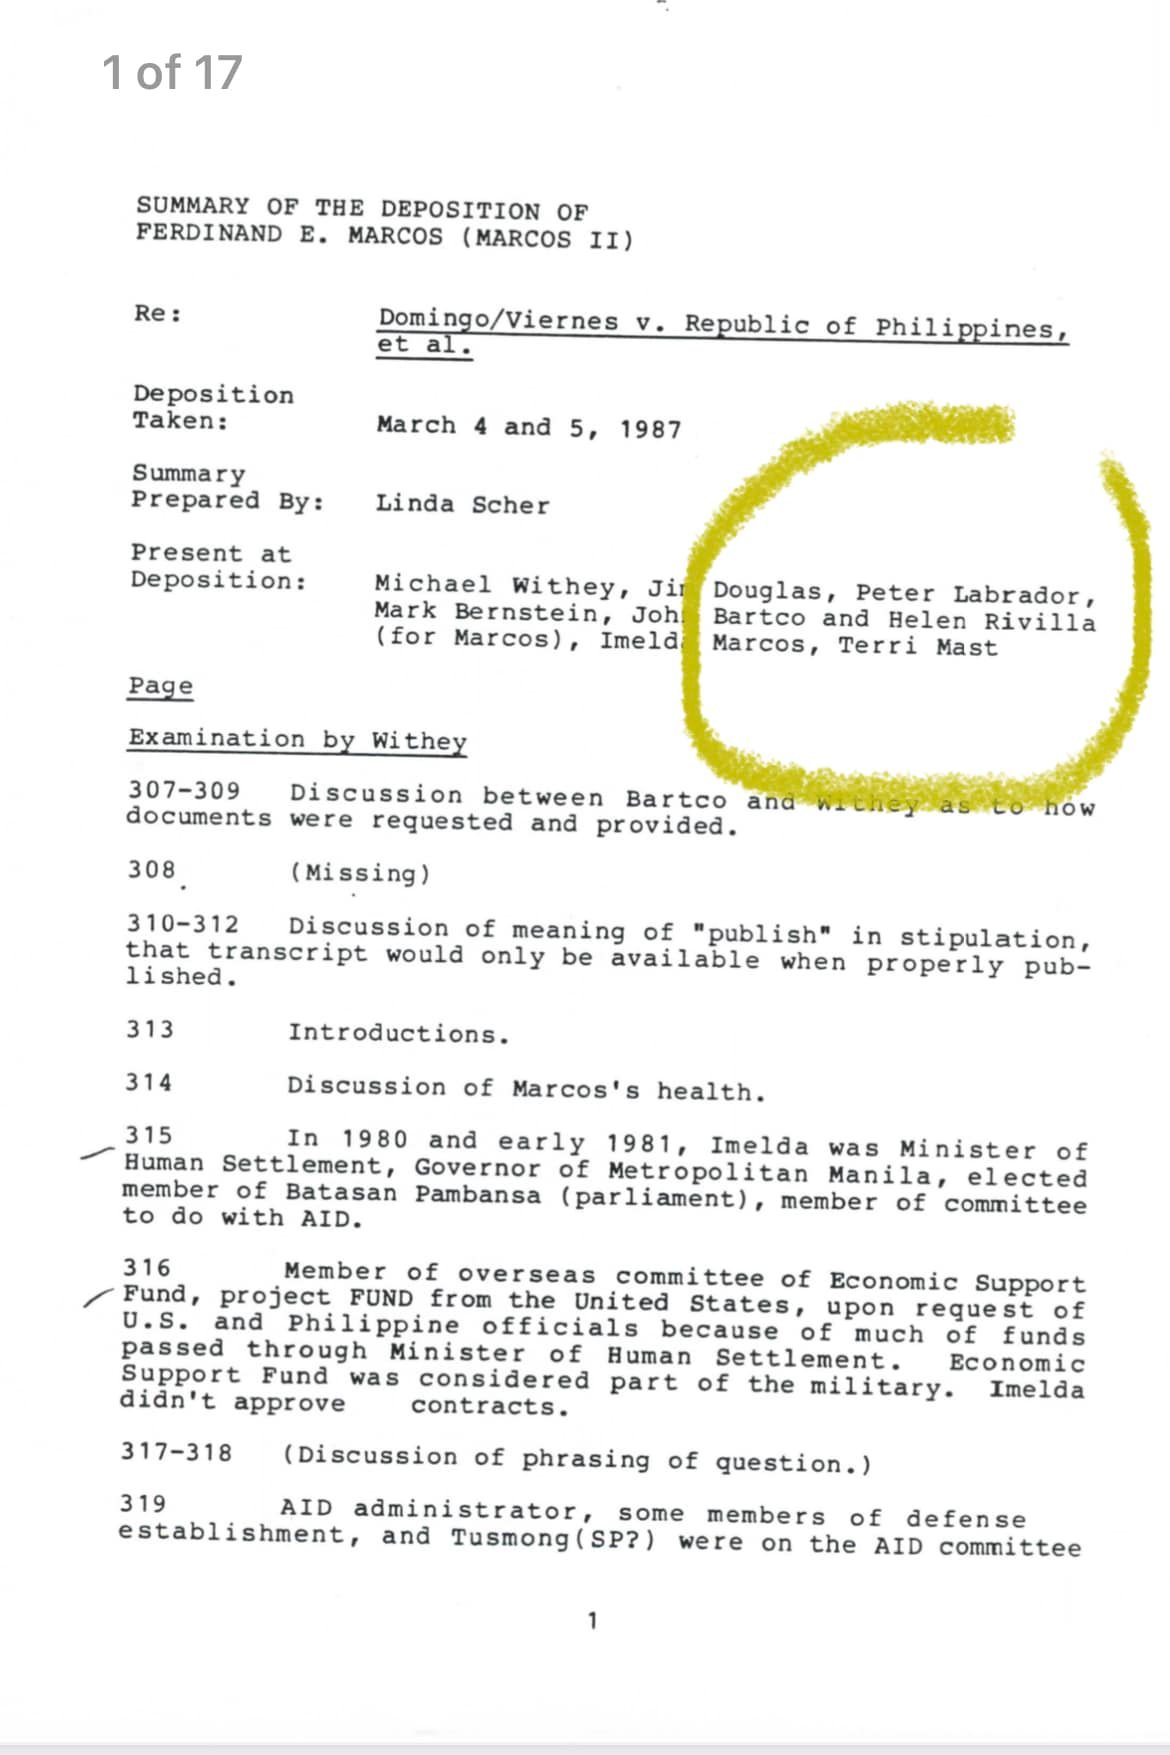 1 of 17
SUMMARY OF THE DEPOSITION OF
FERDINAND E. MARCOS (MARCOS II)
Re: Domingo/Viernes v. Republic of Philippines,
et al.
Deposition
Taken: March 4 and 5, 1987
Summary
Prepared By: Linda Scher
Present at
Deposition: Michael Withey, Douglas, Peter Labrador,
Mark Bernstein, Bartco and Helen Rivilla
(for Marcos), Marcos, Terri Mast
Page
Examination by Withey
307-309 Discussion between Bartco and Withey as to how
documents were requested and provided.
308 (Missing)
310-312 Discussion of meaning of "publish" in stipulation,
that transcript would only be available when properly pub-
lished.
313 Introductions.
314 Discussion of Marcos's health.
315 In 1980 and early 1981, Imelda was Minister of
Human Settlement, Governor of Metropolitan Manila, elected
member of Batasan Pambansa (parliament), member of committee
to do with AID.
316 Member of overseas committee of Economic Support
Fund, project FUND from the United States, upon request of
U.S. and Philippine officials because of much of funds
passed through Minister of Human Settlement. Economic
Support Fund was considered part of the military. Imelda
didn't approve contracts.
317-318 (Discussion of phrasing of question.)
319 AID administrator, some members of defense
establishment, and Tusmong(SP?) were on the AID committee
1